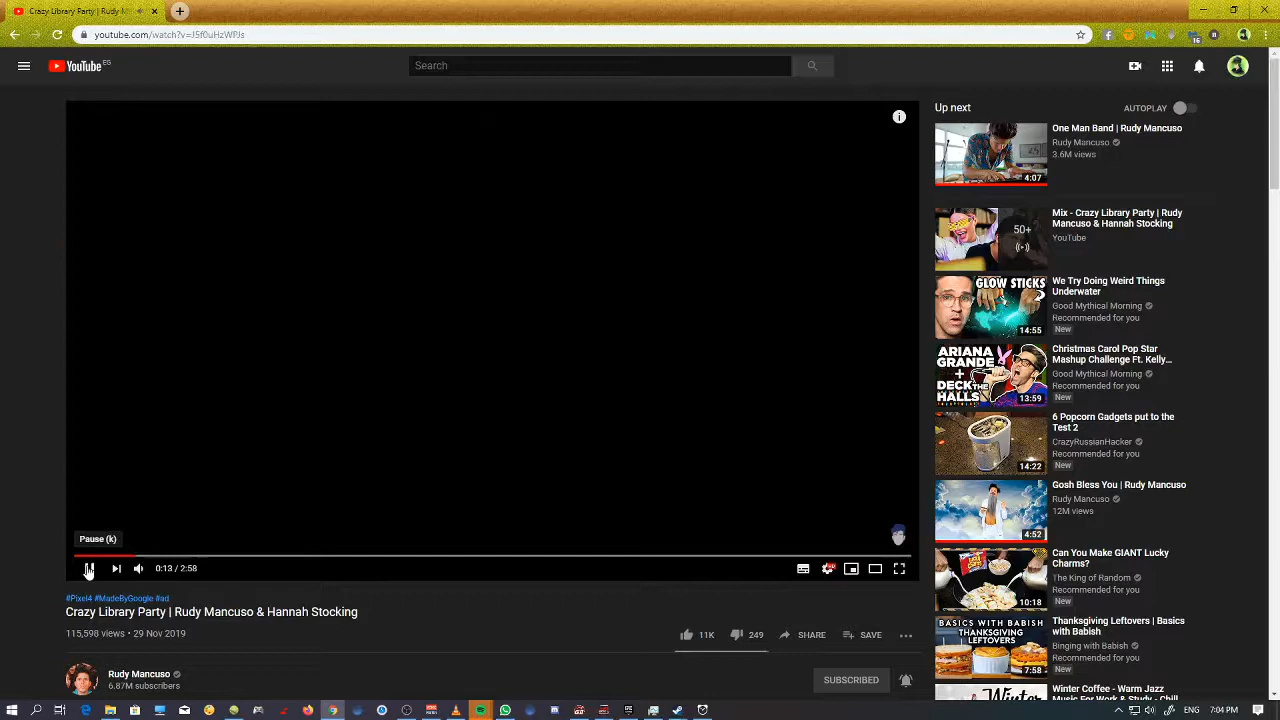 Crazy Library Party | Rudy M
youtube.com/watch?v=J5f0uHzWPJs
16
YouTube EG
Search
Pause (k)
0:13 / 2:58
#Pixel4 #MadeByGoogle #ad
Crazy Library Party | Rudy Mancuso & Hannah Stocking
115,598 views • 29 Nov 2019
11K
249
SHARE
SAVE
Rudy Mancuso
6.87M subscribers
SUBSCRIBED
Up next
AUTOPLAY
4:07
One Man Band | Rudy Mancuso
Rudy Mancuso
3.6M views
50+
Mix - Crazy Library Party | Rudy
Mancuso & Hannah Stocking
YouTube
GLOW STICKS
14:55
We Try Doing Weird Things
Underwater
Good Mythical Morning
Recommended for you
New
ARIANA
GRANDE
+
DECK THE
HALLS
13:59
Christmas Carol Pop Star
Mashup Challenge Ft. Kelly...
Good Mythical Morning
Recommended for you
New
14:22
6 Popcorn Gadgets put to the
Test 2
CrazyRussianHacker
Recommended for you
New
4:52
Gosh Bless You | Rudy Mancuso
Rudy Mancuso
12M views
10:18
Can You Make GIANT Lucky
Charms?
The King of Random
Recommended for you
New
BASICS WITH BABISH
THANKSGIVING
LEFTOVERS
7:58
Thanksgiving Leftovers | Basics
with Babish
Binging with Babish
Recommended for you
New
Winter
Winter Coffee - Warm Jazz
ENG
7:04 PM